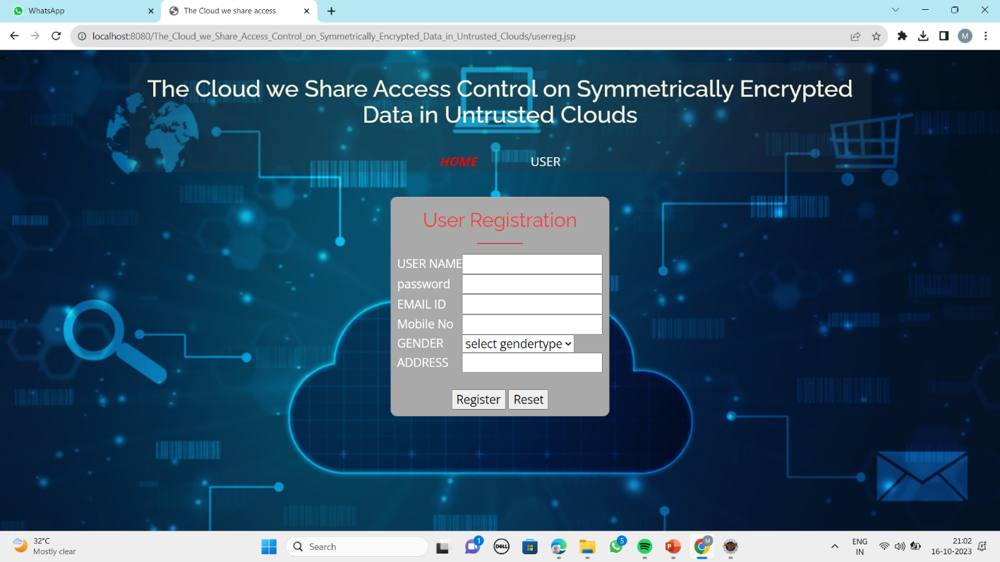 WhatsApp
The Cloud we share access
localhost:8080/The_Cloud_we_Share_Access_Control_on_Symmetrically_Encrypted_Data_in_Untrusted_Clouds/userreg.jsp
M
<
The Cloud we Share Access Control on Symmetrically Encrypted
Data in Untrusted Clouds
HOME USER
User Registration
USER NAME
password
EMAIL ID
Mobile No
GENDER select gendertype
ADDRESS
Register Reset
32°C
Mostly clear
Search
1
DELL
5
P
M
ENG
IN
21:02
16-10-2023